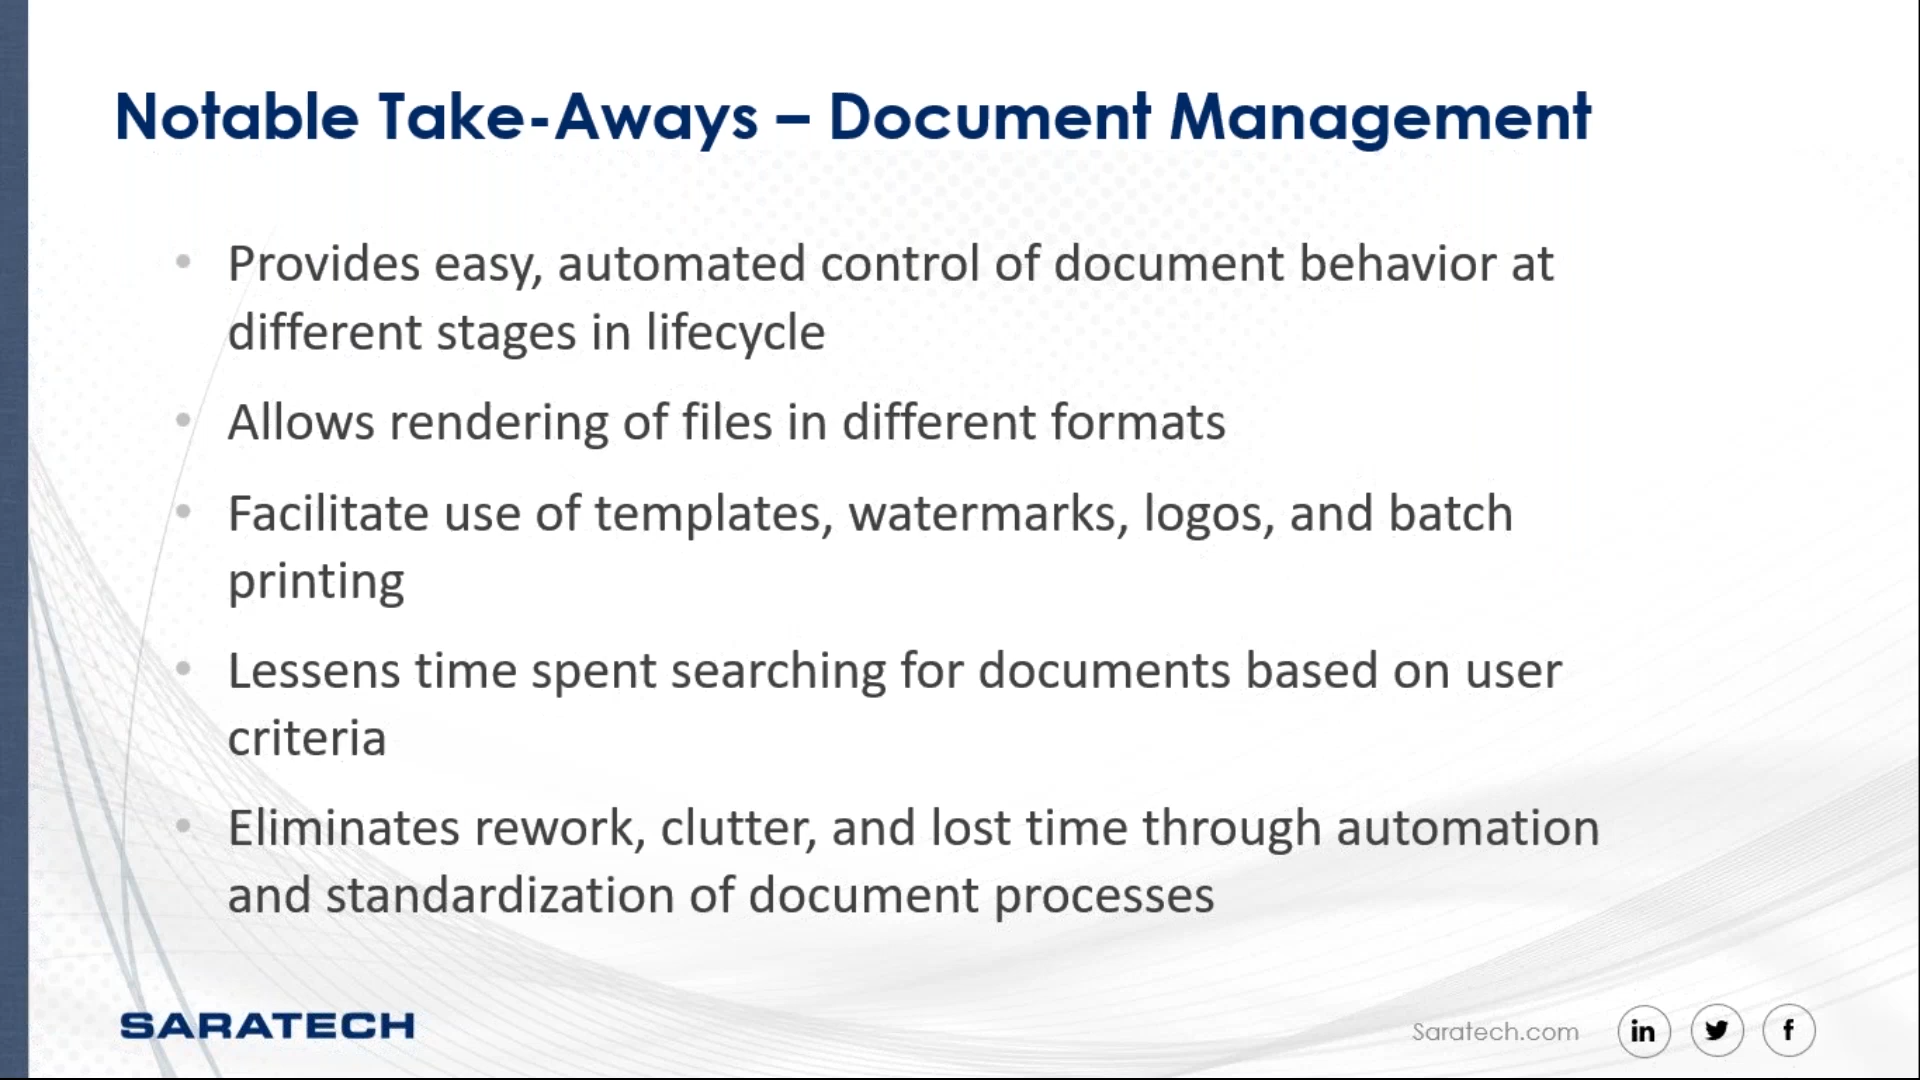 Notable Take-Aways – Document Management
• Provides easy, automated control of document behavior at
different stages in lifecycle
• Allows rendering of files in different formats
• Facilitate use of templates, watermarks, logos, and batch
printing
• Lessens time spent searching for documents based on user
criteria
• Eliminates rework, clutter, and lost time through automation
and standardization of document processes
SARATECH
Saratech.com in f